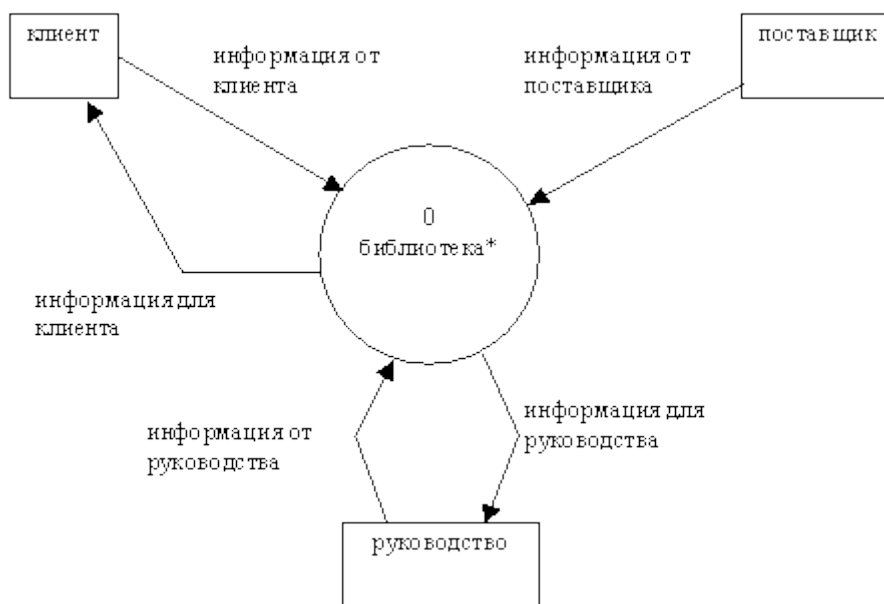 клиент
информация от
клиента
информация от
поставщика
поставщик
0
библиотека*
информация для
клиента
информация от
руководства
информация для
руководства
руководство